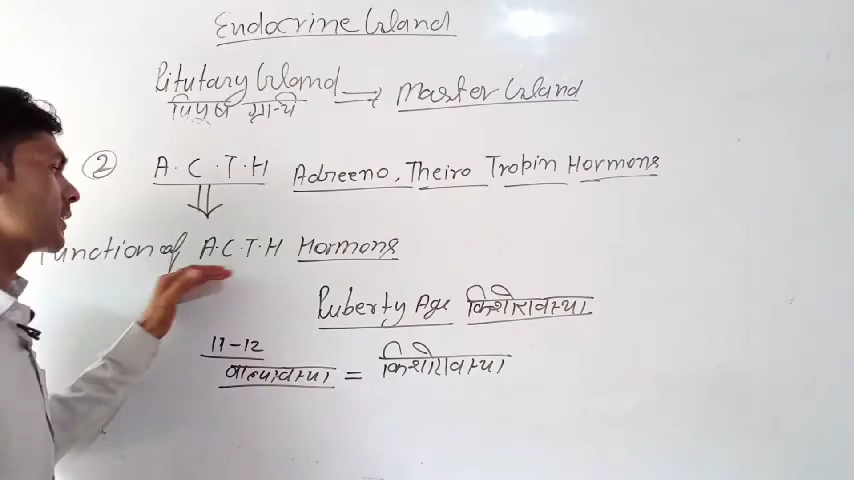 Endocrine Gland
Pitutary Gland → Master Gland
पियुष ग्रन्थि
② A.C.T.H Adreeno, Theiro Tropin Hormons
Function of A.C.T.H Hormons
Puberty Age किशोरावस्था
11-12
बाल्यावस्था = किशोरावस्था